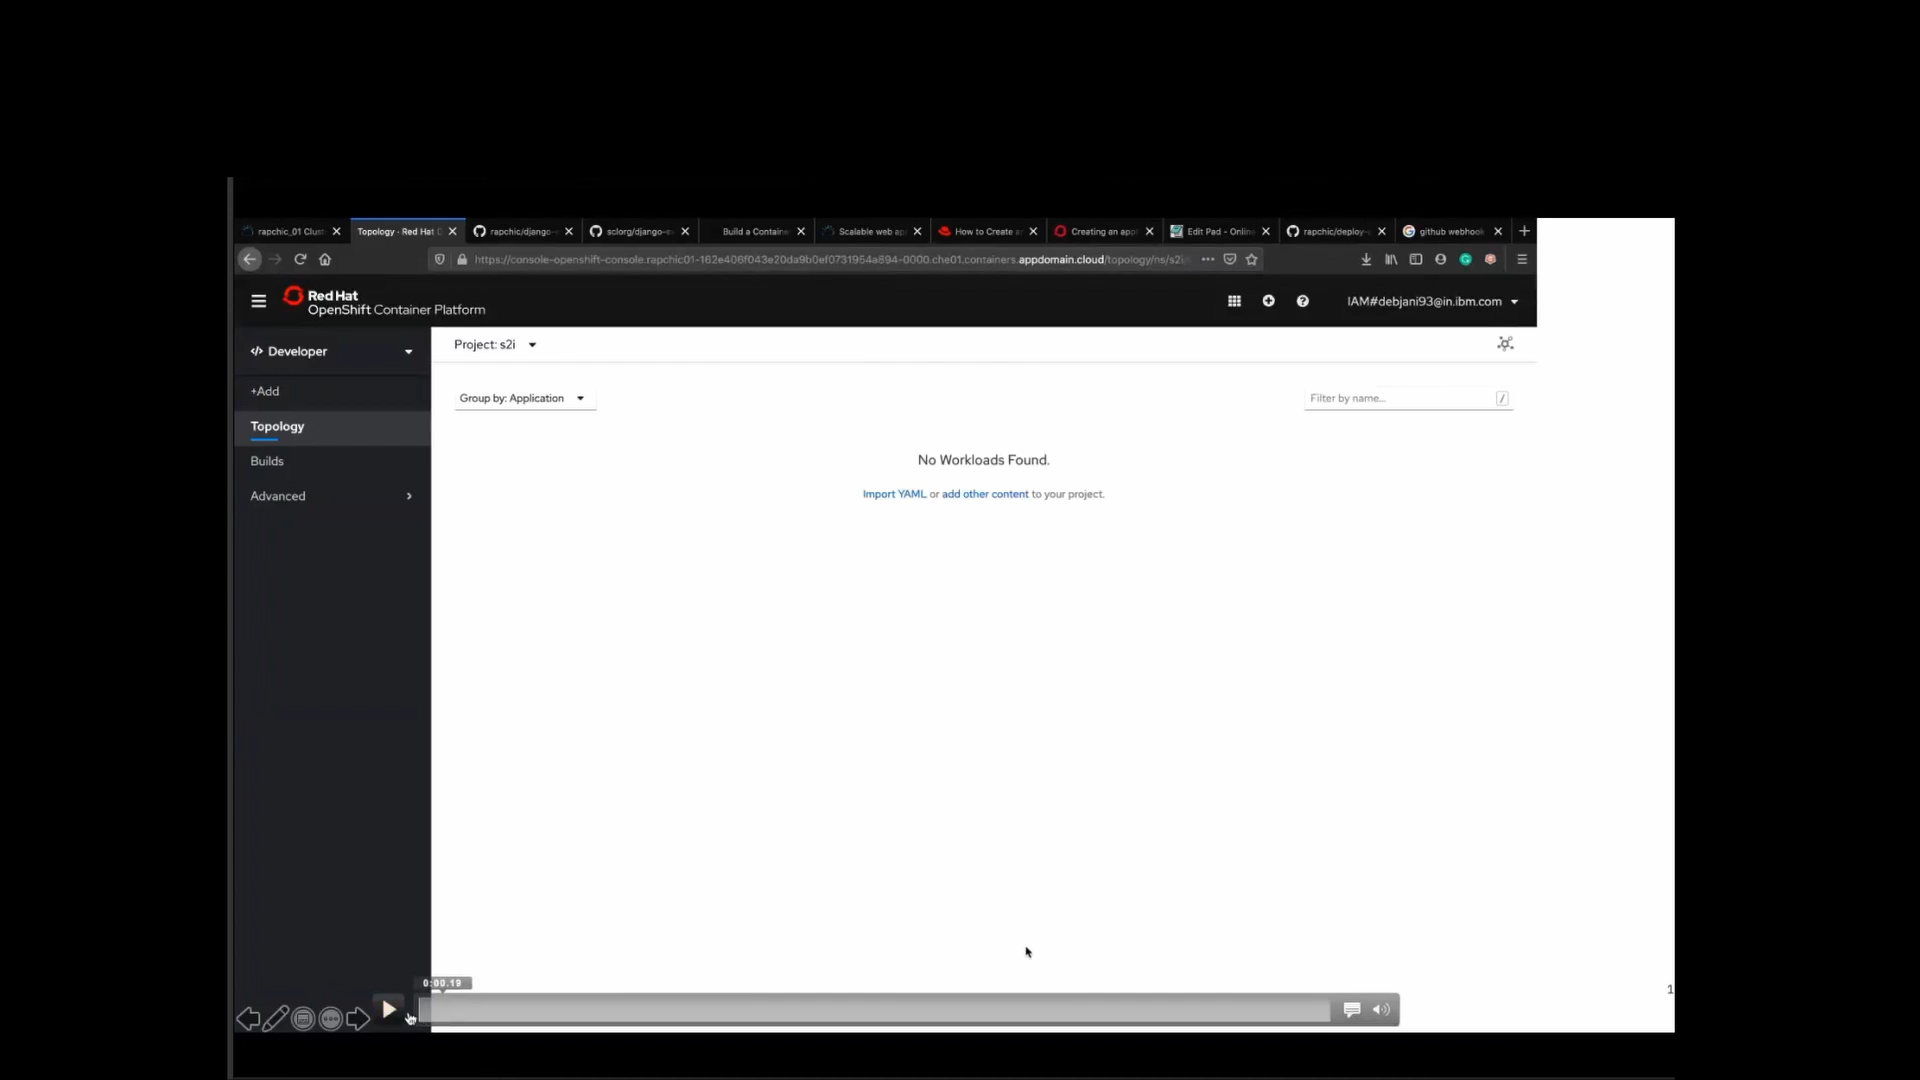 rapchic_01 Clust
Topology · Red Hat O
rapchic/django-
sclorg/django-e
Build a Containe
Scalable web ap
How to Create a
Creating an app
Edit Pad - Online
rapchic/deploy-
github webhook
https://console-openshift-console.rapchic01-162e406f043e20da9b0ef0731954a894-0000.che01.containers.appdomain.cloud/topology/ns/s2i
Red Hat
OpenShift Container Platform
IAM#debjani93@in.ibm.com
</> Developer
Project: s2i
+Add
Group by: Application
Filter by name...
/
Topology
Builds
No Workloads Found.
Advanced
Import YAML or add other content to your project.
0:00.19
1